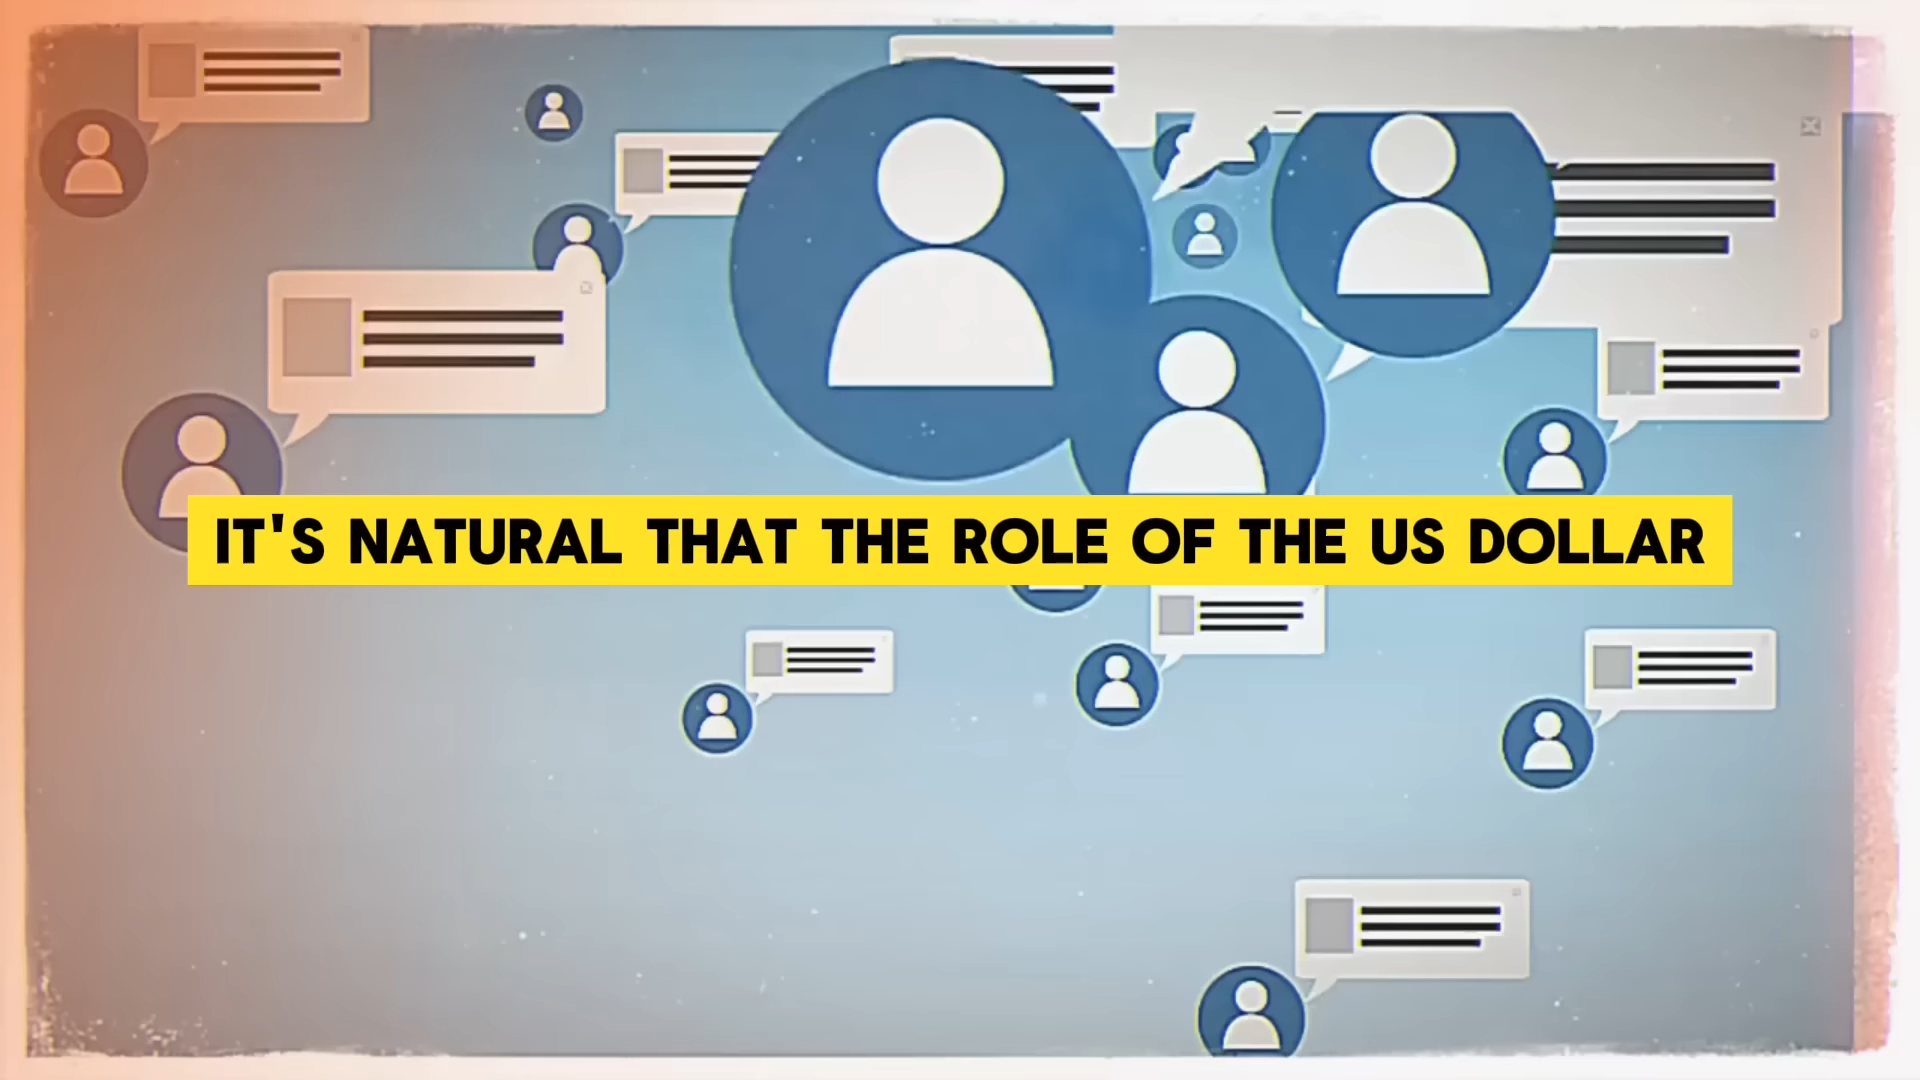 IT'S NATURAL THAT THE ROLE OF THE US DOLLAR